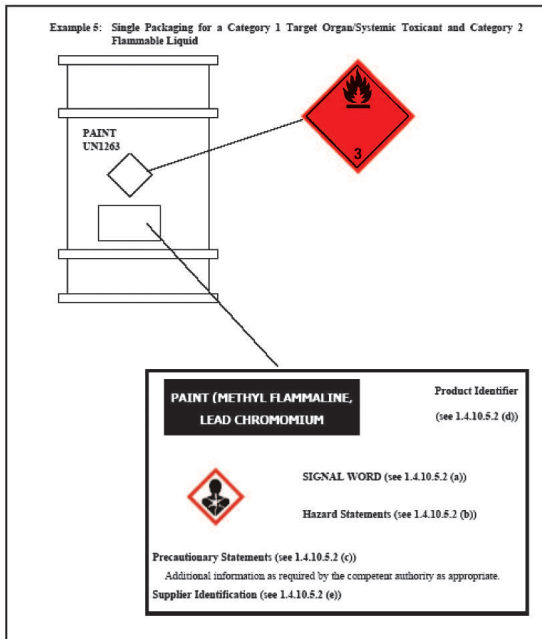 Example 5: Single Packaging for a Category 1 Target Organ/Systemic Toxicant and Category 2
Flammable Liquid
PAINT
UN1263
3
PAINT (METHYL FLAMMALINE,
LEAD CHROMOMIUM
Product Identifier
(see 1.4.10.5.2 (d))
SIGNAL WORD (see 1.4.10.5.2 (a))
Hazard Statements (see 1.4.10.5.2 (b))
Precautionary Statements (see 1.4.10.5.2 (c))
Additional information as required by the competent authority as appropriate.
Supplier Identification (see 1.4.10.5.2 (e))